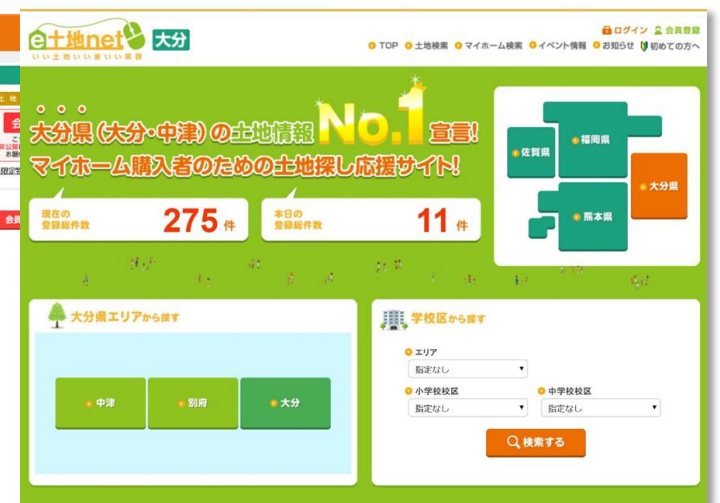 e土地net 大分
いい土地いい家いい笑顔
ログイン 会員登録
TOP 土地検索 マイホーム検索 イベント情報 お知らせ 初めての方へ
大分県(大分・中津)の土地情報No.1宣言!
マイホーム購入者のための土地探し応援サイト!
現在の
登録総件数
275件
本日の
登録総件数
11件
福岡県
佐賀県
大分県
熊本県
大分県エリアから探す
中津
別府
大分
学校区から探す
エリア
指定なし
小学校校区 中学校校区
指定なし 指定なし
検索する